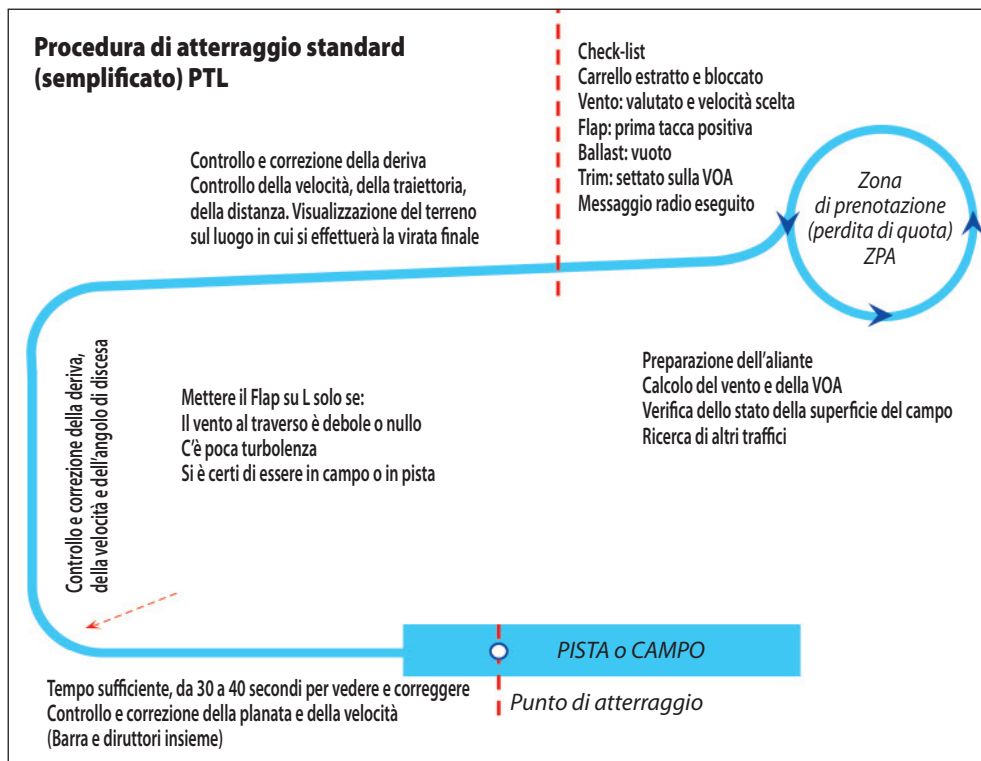 Procedura di atterraggio standard
(semplificato) PTL
Check-list
Carrello estratto e bloccato
Vento: valutato e velocità scelta
Flap: prima tacca positiva
Ballast: vuoto
Trim: settato sulla VOA
Messaggio radio eseguito
Zona
di prenotazione
(perdita di quota)
ZPA
Controllo e correzione della deriva
Controllo della velocità, della traiettoria,
della distanza. Visualizzazione del terreno
sul luogo in cui si effettuerà la virata finale
Preparazione dell'aliante
Calcolo del vento e della VOA
Verifica dello stato della superficie del campo
Ricerca di altri traffici
Controllo e correzione della deriva,
della velocità e dell'angolo di discesa
Mettere il Flap su L solo se:
Il vento al traverso è debole o nullo
C'è poca turbolenza
Si è certi di essere in campo o in pista
PISTA o CAMPO
Punto di atterraggio
Tempo sufficiente, da 30 a 40 secondi per vedere e correggere
Controllo e correzione della planata e della velocità
(Barra e diruttori insieme)